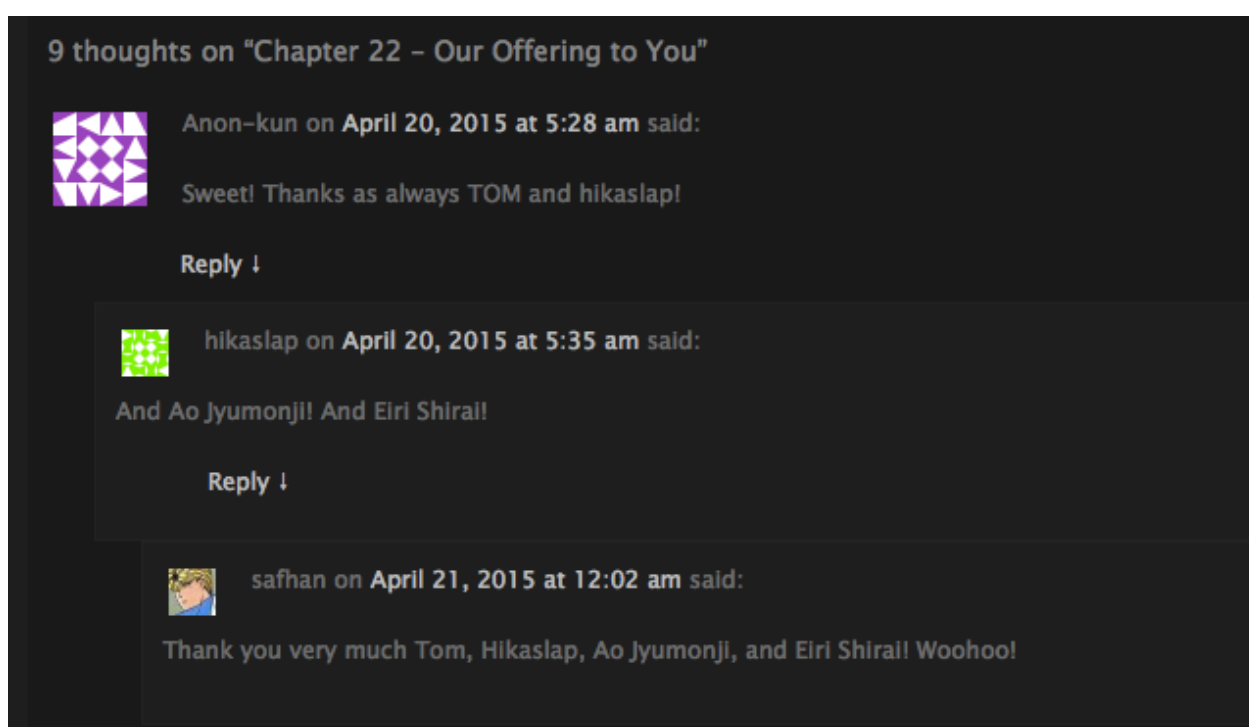 9 thoughts on “Chapter 22 – Our Offering to You”
Anon-kun on April 20, 2015 at 5:28 am said:
Sweet! Thanks as always TOM and hikaslap!
Reply ↓
hikaslap on April 20, 2015 at 5:35 am said:
And Ao Jyumonji! And Eiri Shirai!
Reply ↓
safhan on April 21, 2015 at 12:02 am said:
Thank you very much Tom, Hikaslap, Ao Jyumonji, and Eiri Shirai! Woohoo!